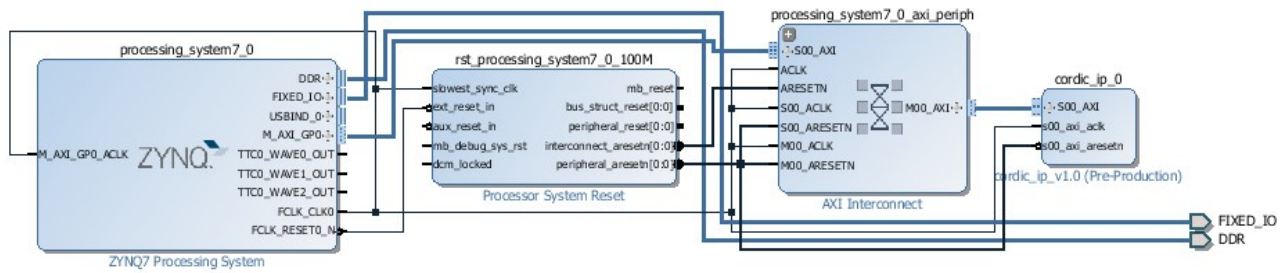 processing_system7_0
DDR
FIXED_IO
USBIND_0
M_AXI_GP0
M_AXI_GP0_ACLK
ZYNQ
TTC0_WAVE0_OUT
TTC0_WAVE1_OUT
TTC0_WAVE2_OUT
FCLK_CLK0
FCLK_RESET0_N
ZYNQ7 Processing System
rst_processing_system7_0_100M
slowest_sync_clk
ext_reset_in
aux_reset_in
mb_debug_sys_rst
dcm_locked
mb_reset
bus_struct_reset[0:0]
peripheral_reset[0:0]
interconnect_aresetn[0:0]
peripheral_aresetn[0:0]
Processor System Reset
processing_system7_0_axi_periph
S00_AXI
ACLK
ARESETN
S00_ACLK
S00_ARESETN
M00_ACLK
M00_ARESETN
M00_AXI
AXI Interconnect
cordic_ip_0
S00_AXI
s00_axi_aclk
s00_axi_aresetn
cordic_ip_v1.0 (Pre-Production)
FIXED_IO
DDR